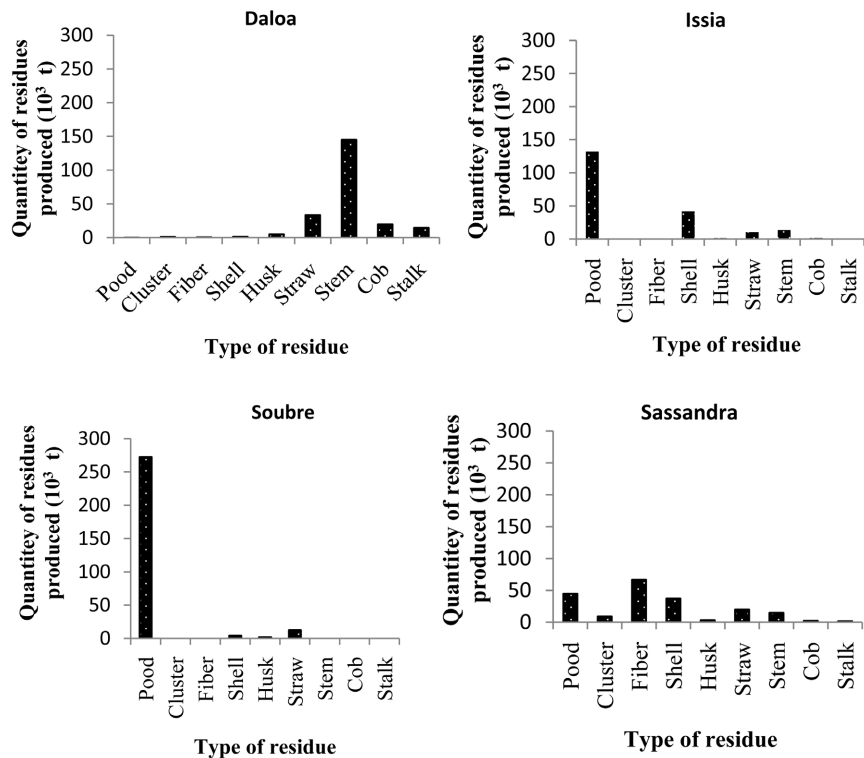 Daloa
Quantitey of residues
produced (10³ t)
300
250
200
150
100
50
0
Pood
Cluster
Fiber
Shell
Husk
Straw
Stem
Cob
Stalk
Type of residue
Issia
Quantitey of residues
produced (10³ t)
300
250
200
150
100
50
0
Pood
Cluster
Fiber
Shell
Husk
Straw
Stem
Cob
Stalk
Type of residue
Soubre
Quantitey of residues
produced (10³ t)
300
250
200
150
100
50
0
Pood
Cluster
Fiber
Shell
Husk
Straw
Stem
Cob
Stalk
Type of residue
Sassandra
Quantitey of residues
produced (10³ t)
300
250
200
150
100
50
0
Pood
Cluster
Fiber
Shell
Husk
Straw
Stem
Cob
Stalk
Type of residue